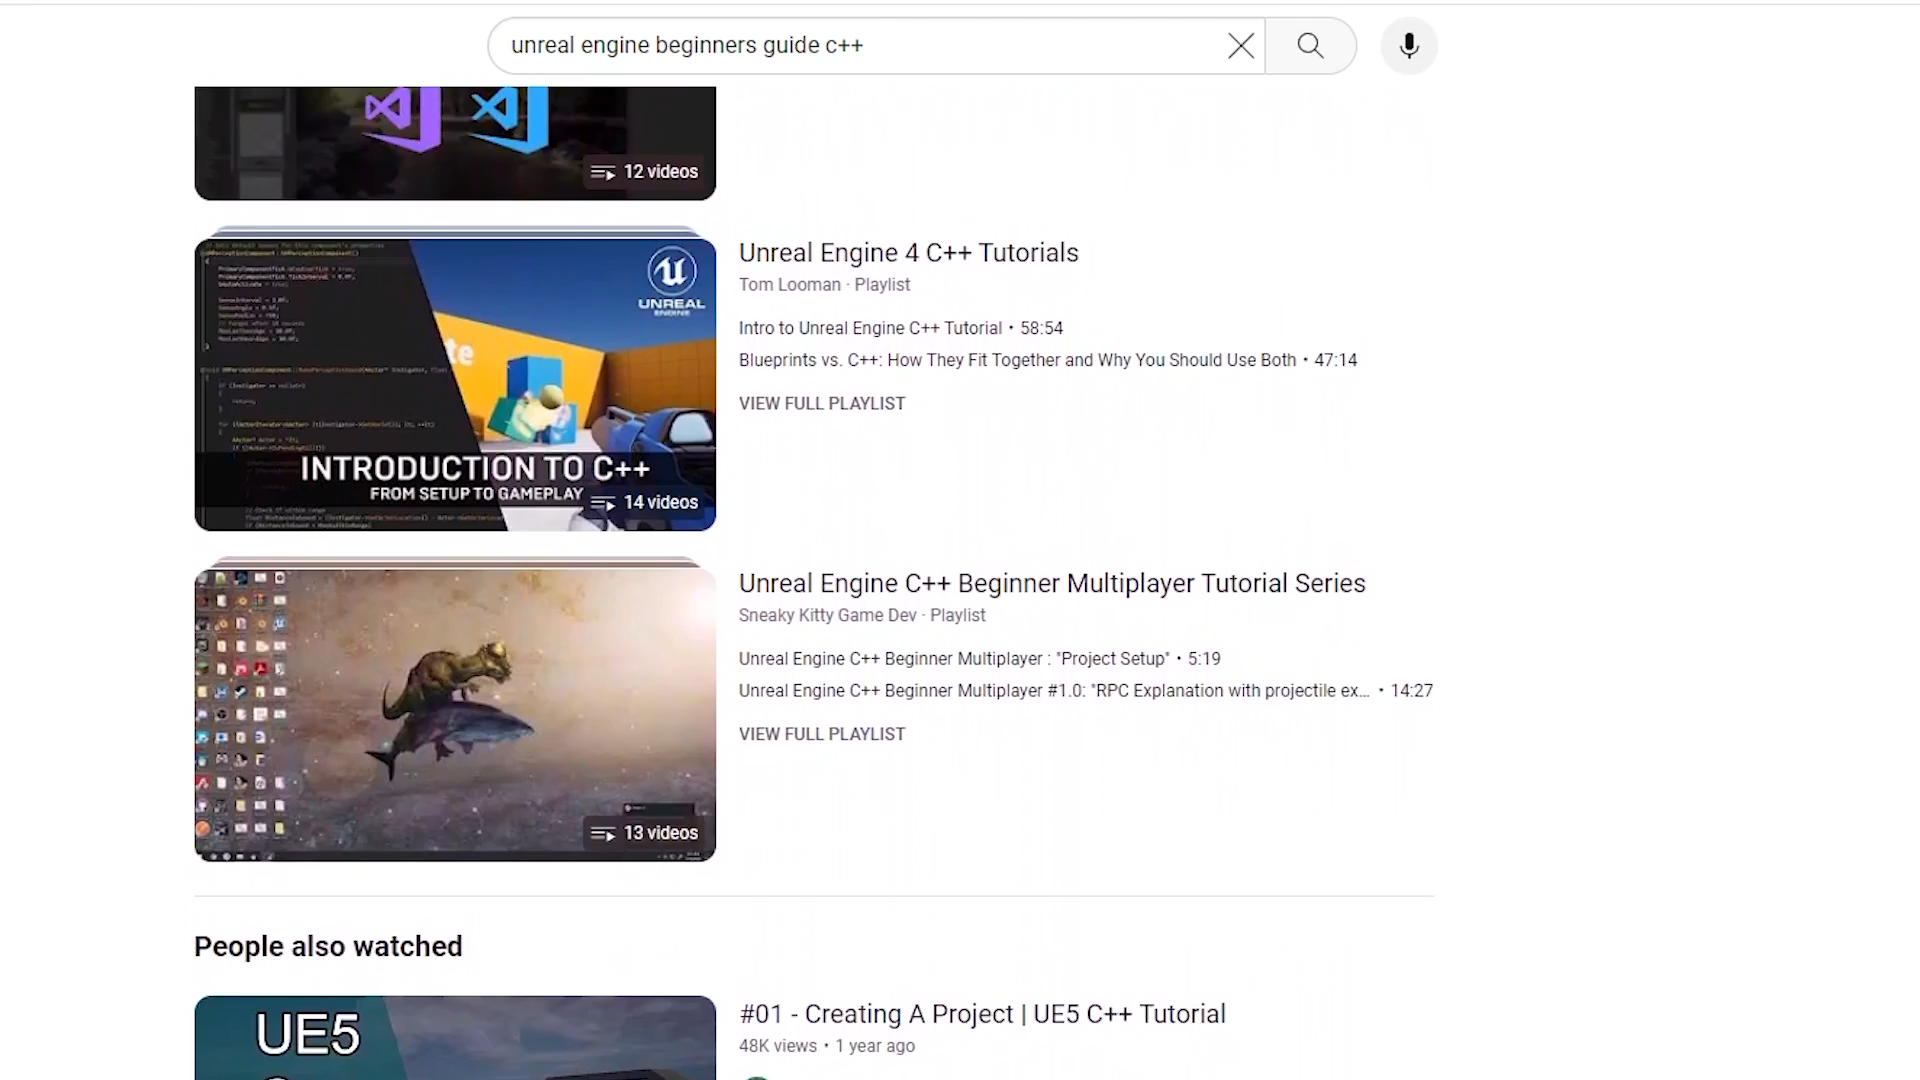 unreal engine beginners guide c++
12 videos
UNREAL
ENGINE
INTRODUCTION TO C++
FROM SETUP TO GAMEPLAY
14 videos
Unreal Engine 4 C++ Tutorials
Tom Looman · Playlist
Intro to Unreal Engine C++ Tutorial • 58:54
Blueprints vs. C++: How They Fit Together and Why You Should Use Both • 47:14
VIEW FULL PLAYLIST
13 videos
Unreal Engine C++ Beginner Multiplayer Tutorial Series
Sneaky Kitty Game Dev · Playlist
Unreal Engine C++ Beginner Multiplayer : "Project Setup" • 5:19
Unreal Engine C++ Beginner Multiplayer #1.0: "RPC Explanation with projectile ex... • 14:27
VIEW FULL PLAYLIST
People also watched
UE5
#01 - Creating A Project | UE5 C++ Tutorial
48K views • 1 year ago